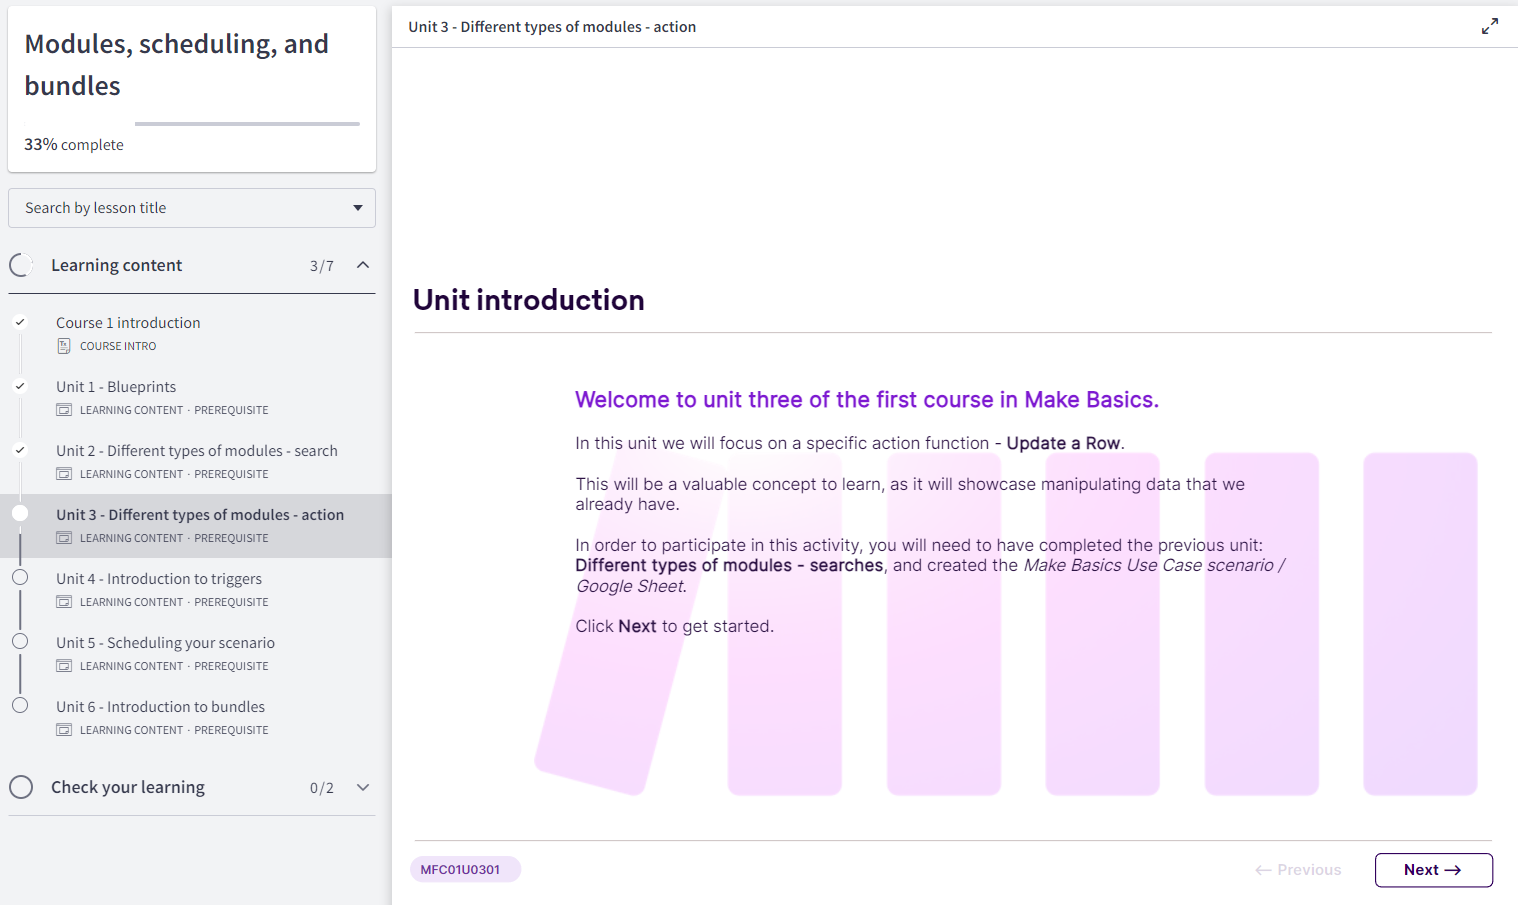 Modules, scheduling, and
bundles
33% complete
Search by lesson title
Learning content 3/7
Course 1 introduction
COURSE INTRO
Unit 1 - Blueprints
LEARNING CONTENT · PREREQUISITE
Unit 2 - Different types of modules - search
LEARNING CONTENT · PREREQUISITE
Unit 3 - Different types of modules - action
LEARNING CONTENT · PREREQUISITE
Unit 4 - Introduction to triggers
LEARNING CONTENT · PREREQUISITE
Unit 5 - Scheduling your scenario
LEARNING CONTENT · PREREQUISITE
Unit 6 - Introduction to bundles
LEARNING CONTENT · PREREQUISITE
Check your learning 0/2
Unit 3 - Different types of modules - action
Unit introduction
Welcome to unit three of the first course in Make Basics.
In this unit we will focus on a specific action function - Update a Row.
This will be a valuable concept to learn, as it will showcase manipulating data that we
already have.
In order to participate in this activity, you will need to have completed the previous unit:
Different types of modules - searches, and created the Make Basics Use Case scenario /
Google Sheet.
Click Next to get started.
MFC01U0301
← Previous
Next →